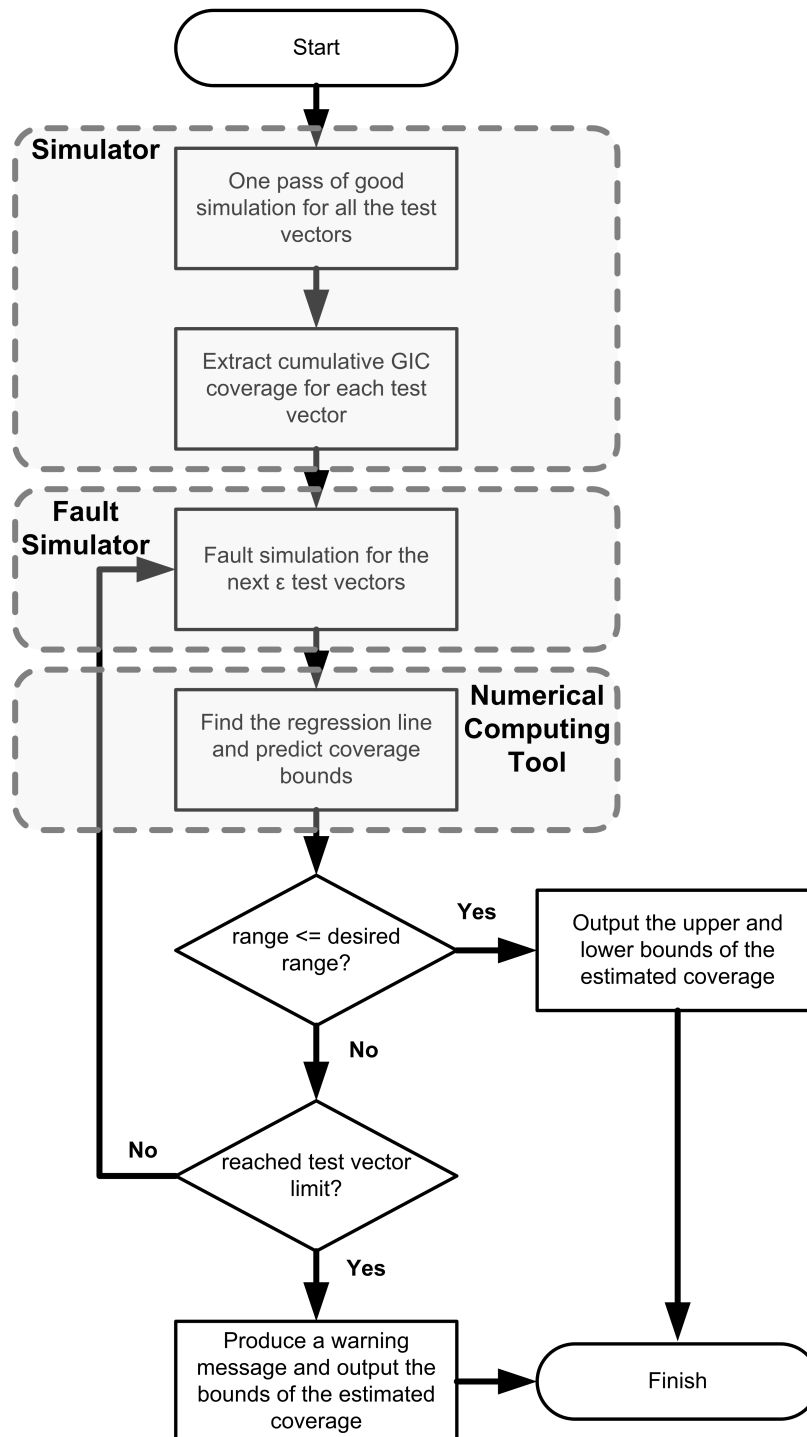 Start
Simulator
One pass of good
simulation for all the test
vectors
Extract cumulative GIC
coverage for each test
vector
Fault
Simulator
Fault simulation for the
next ε test vectors
Numerical
Computing
Tool
Find the regression line
and predict coverage
bounds
range <= desired
range?
Yes
Output the upper and
lower bounds of the
estimated coverage
No
reached test vector
limit?
No
Yes
Produce a warning
message and output the
bounds of the estimated
coverage
Finish